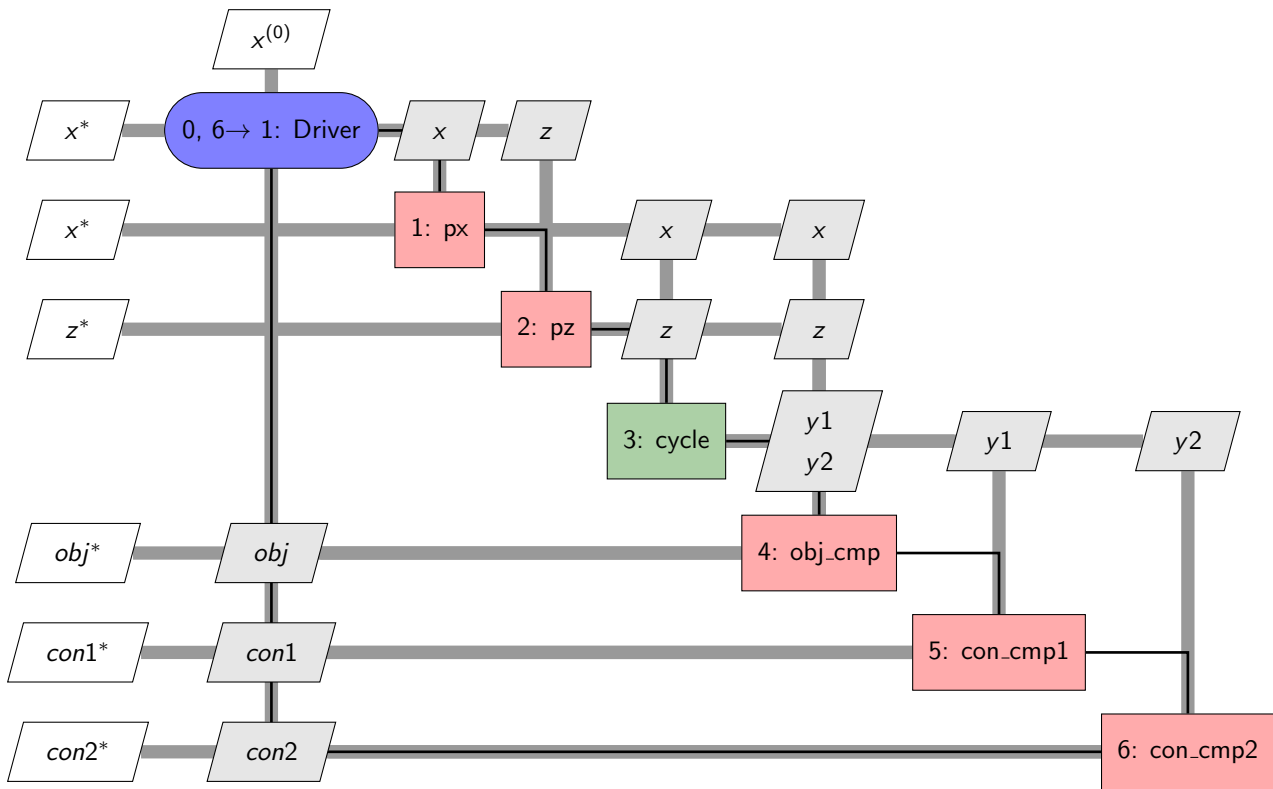 x(0)
x*
0, 6→ 1: Driver
x
z
x*
1: px
x
x
z*
2: pz
z
z
3: cycle
y1
y2
y1
y2
obj*
obj
4: obj_cmp
con1*
con1
5: con_cmp1
con2*
con2
6: con_cmp2